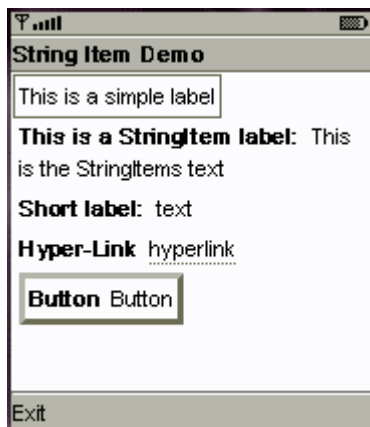 String Item Demo
This is a simple label
This is a StringItem label: This
is the StringItems text
Short label: text
Hyper-Link hyperlink
Button Button
Exit